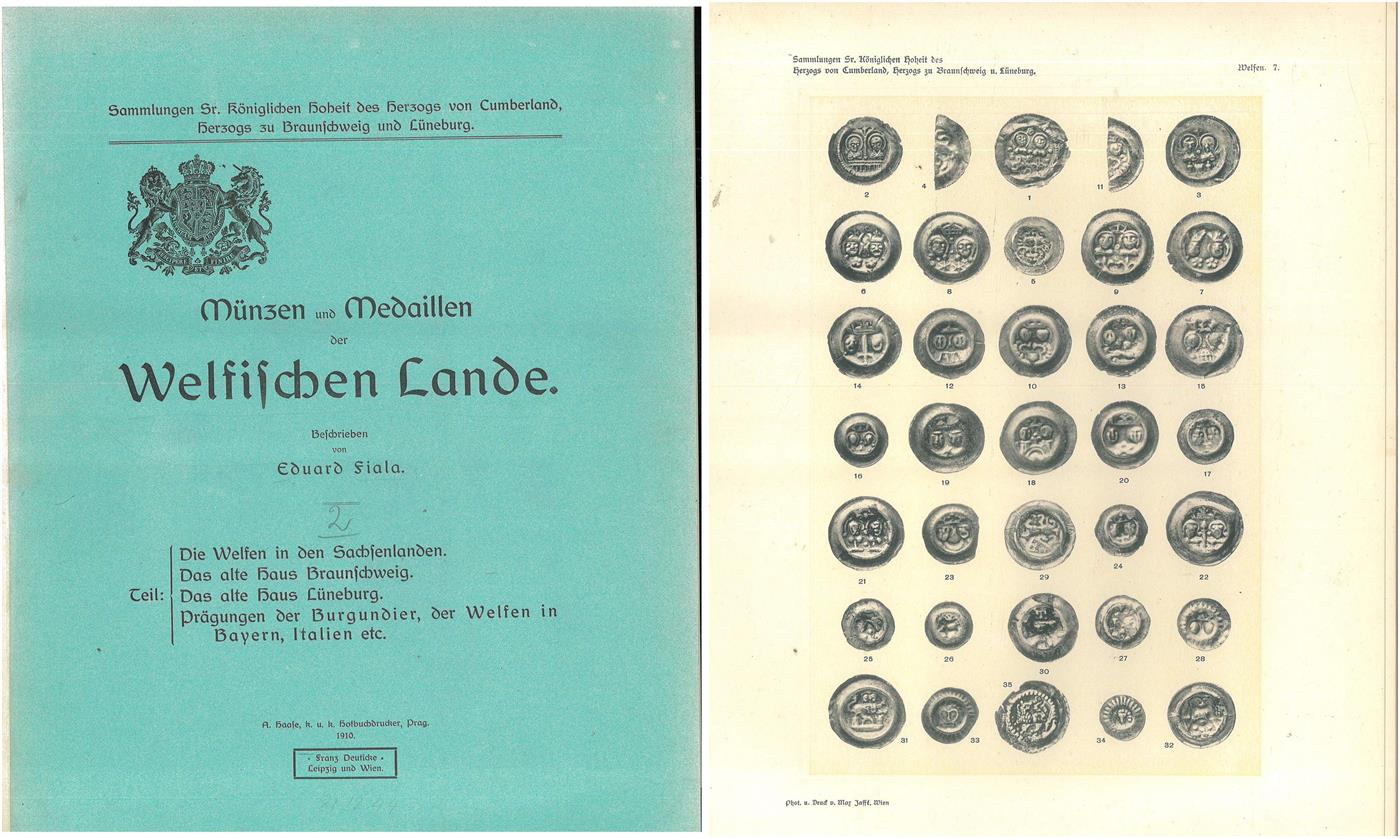 Sammlungen Sr. Königlichen Hoheit des Herzogs von Cumberland,
Herzogs zu Braunſchweig und Lüneburg.
Münzen und Medaillen
der
Welfiſchen Lande.
Beſchrieben
von
Eduard Fiala.
2
Teil:
Die Welfen in den Sachſenlanden.
Das alte Haus Braunſchweig.
Das alte Haus Lüneburg.
Prägungen der Burgundier, der Welfen in
Bayern, Italien etc.
A. Haaſe, k. u. k. Hofbuchdrucker, Prag.
1910.
Franz Deuticke
Leipzig und Wien.
Sammlungen Sr. Königlichen Hoheit des
Herzogs von Cumberland, Herzogs zu Braunſchweig u. Lüneburg.
Welfen. 7.
2 4 1 11 3
6 8 5 9 7
14 12 10 13 15
16 19 18 20 17
21 23 29 24 22
25 26 30 27 28
31 33 35 34 32
Phot. u. Druck v. Max Jaffé, Wien